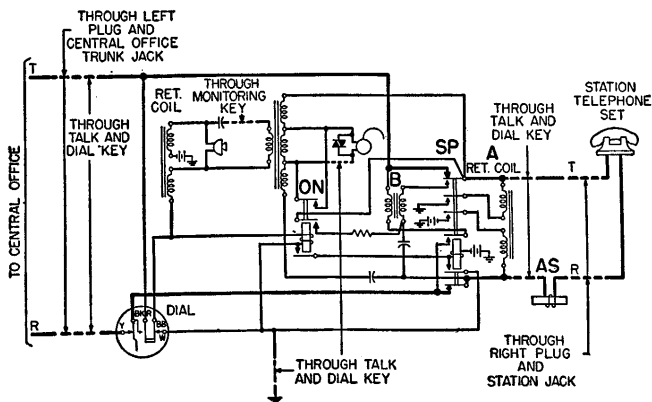 THROUGH LEFT
PLUG AND
CENTRAL OFFICE
TRUNK JACK
T
TO CENTRAL OFFICE
THROUGH
TALK AND
DIAL KEY
RET.
COIL
THROUGH
MONITORING
KEY
ON
B
SP
A
RET. COIL
THROUGH
TALK AND
DIAL KEY
STATION
TELEPHONE
SET
T
AS
R
R
Y
BK
R
BB
W
DIAL
THROUGH TALK
AND DIAL KEY
THROUGH
RIGHT PLUG
AND
STATION JACK